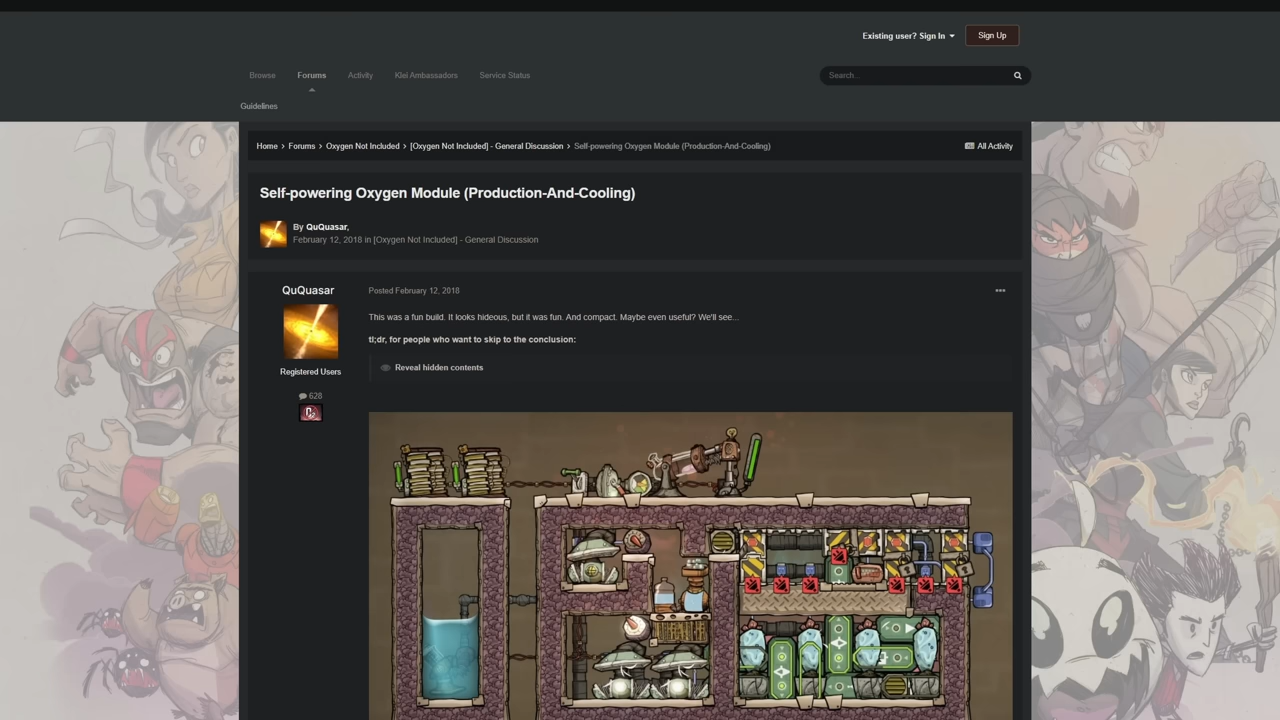 Existing user? Sign In
Sign Up
Browse
Forums
Activity
Klei Ambassadors
Service Status
Search...
Guidelines
Home > Forums > Oxygen Not Included > [Oxygen Not Included] - General Discussion > Self-powering Oxygen Module (Production-And-Cooling)
All Activity
Self-powering Oxygen Module (Production-And-Cooling)
By QuQuasar,
February 12, 2018 in [Oxygen Not Included] - General Discussion
QuQuasar
Posted February 12, 2018
This was a fun build. It looks hideous, but it was fun. And compact. Maybe even useful? We'll see...
tl;dr, for people who want to skip to the conclusion:
Reveal hidden contents
Registered Users
628